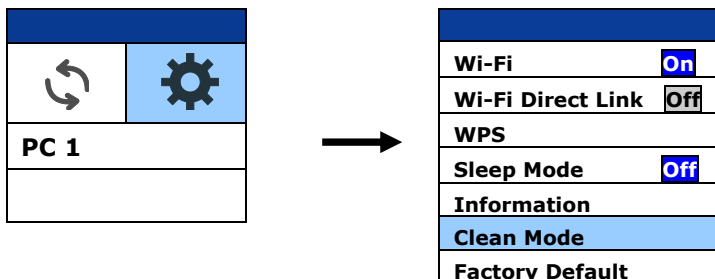 PC 1
Wi-Fi On
Wi-Fi Direct Link Off
WPS
Sleep Mode Off
Information
Clean Mode
Factory Default